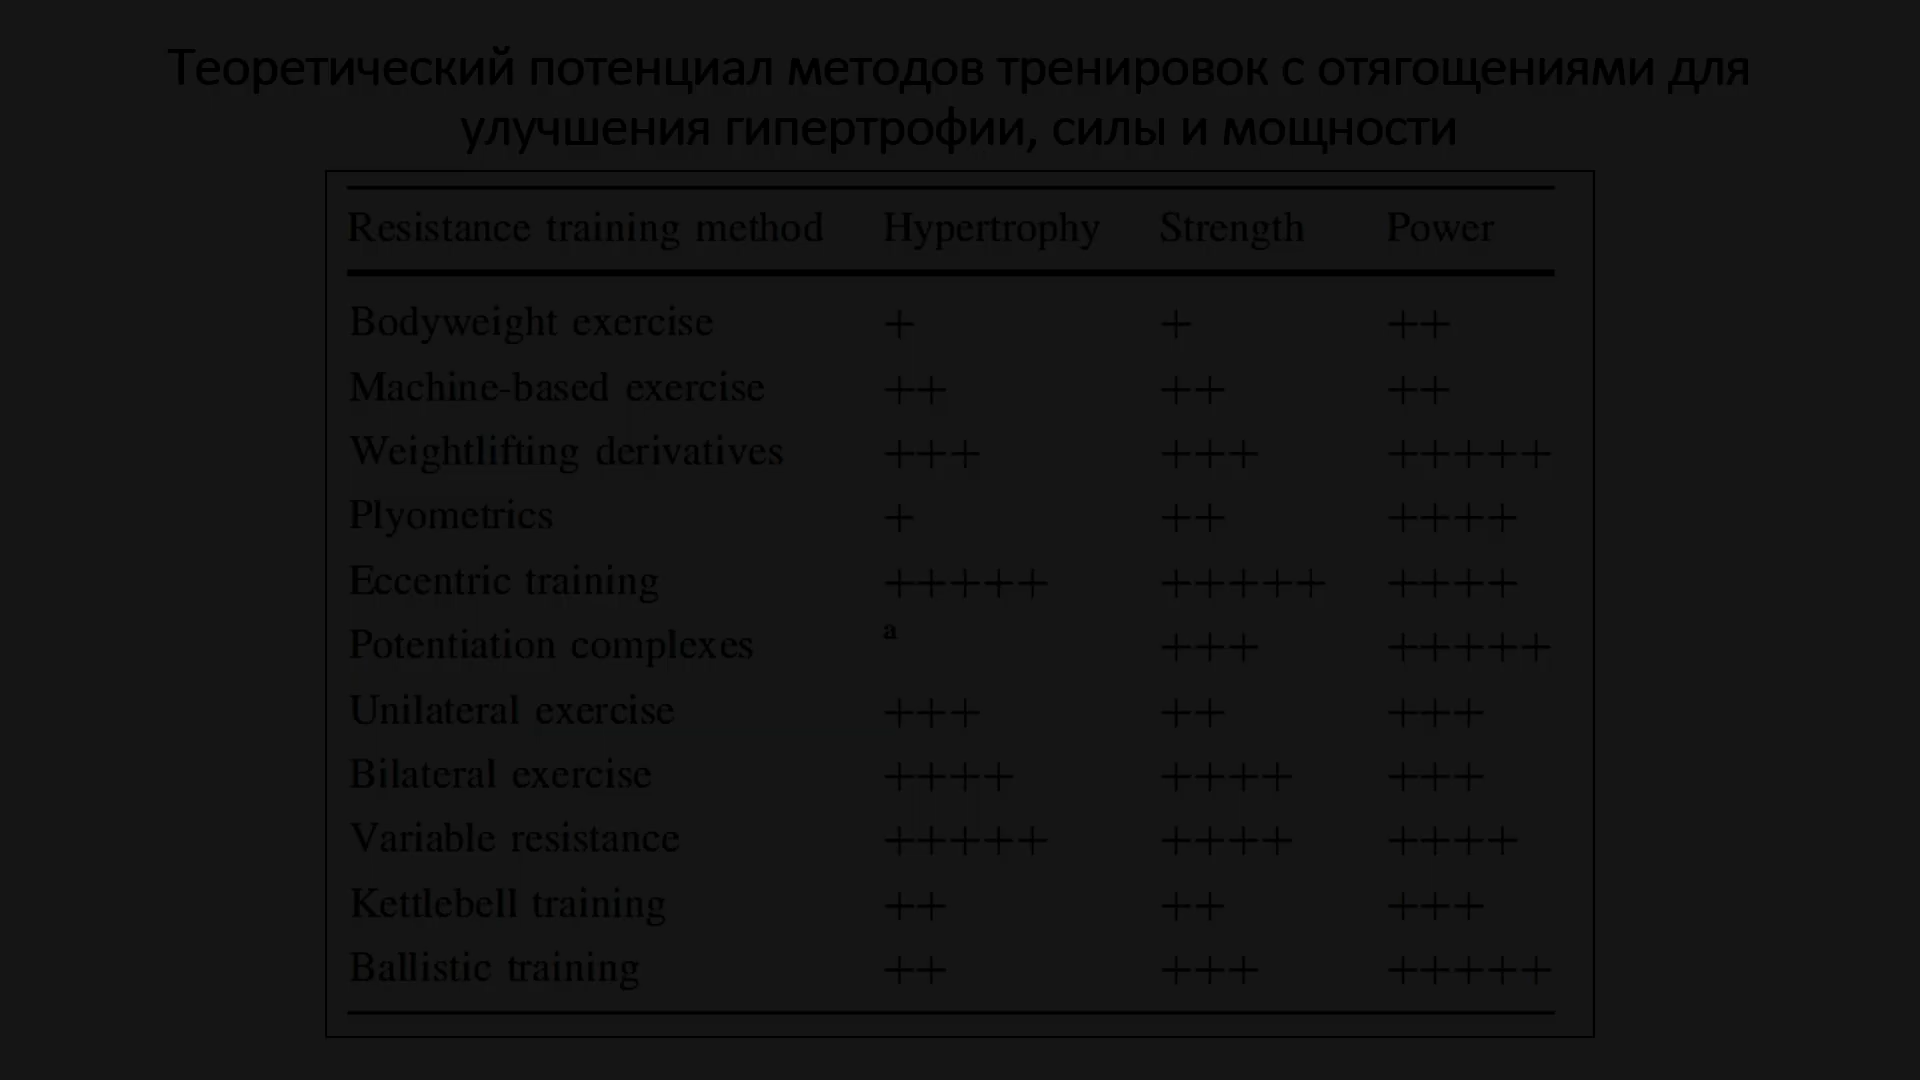 Теоретический потенциал методов тренировок с отягощениями для
улучшения гипертрофии, силы и мощности
Resistance training method Hypertrophy Strength Power
Bodyweight exercise + + ++
Machine-based exercise ++ ++ ++
Weightlifting derivatives +++ +++ +++++
Plyometrics + ++ ++++
Eccentric training +++++ +++++ ++++
Potentiation complexes a +++ +++++
Unilateral exercise +++ ++ +++
Bilateral exercise ++++ ++++ +++
Variable resistance +++++ ++++ ++++
Kettlebell training ++ ++ +++
Ballistic training ++ +++ +++++